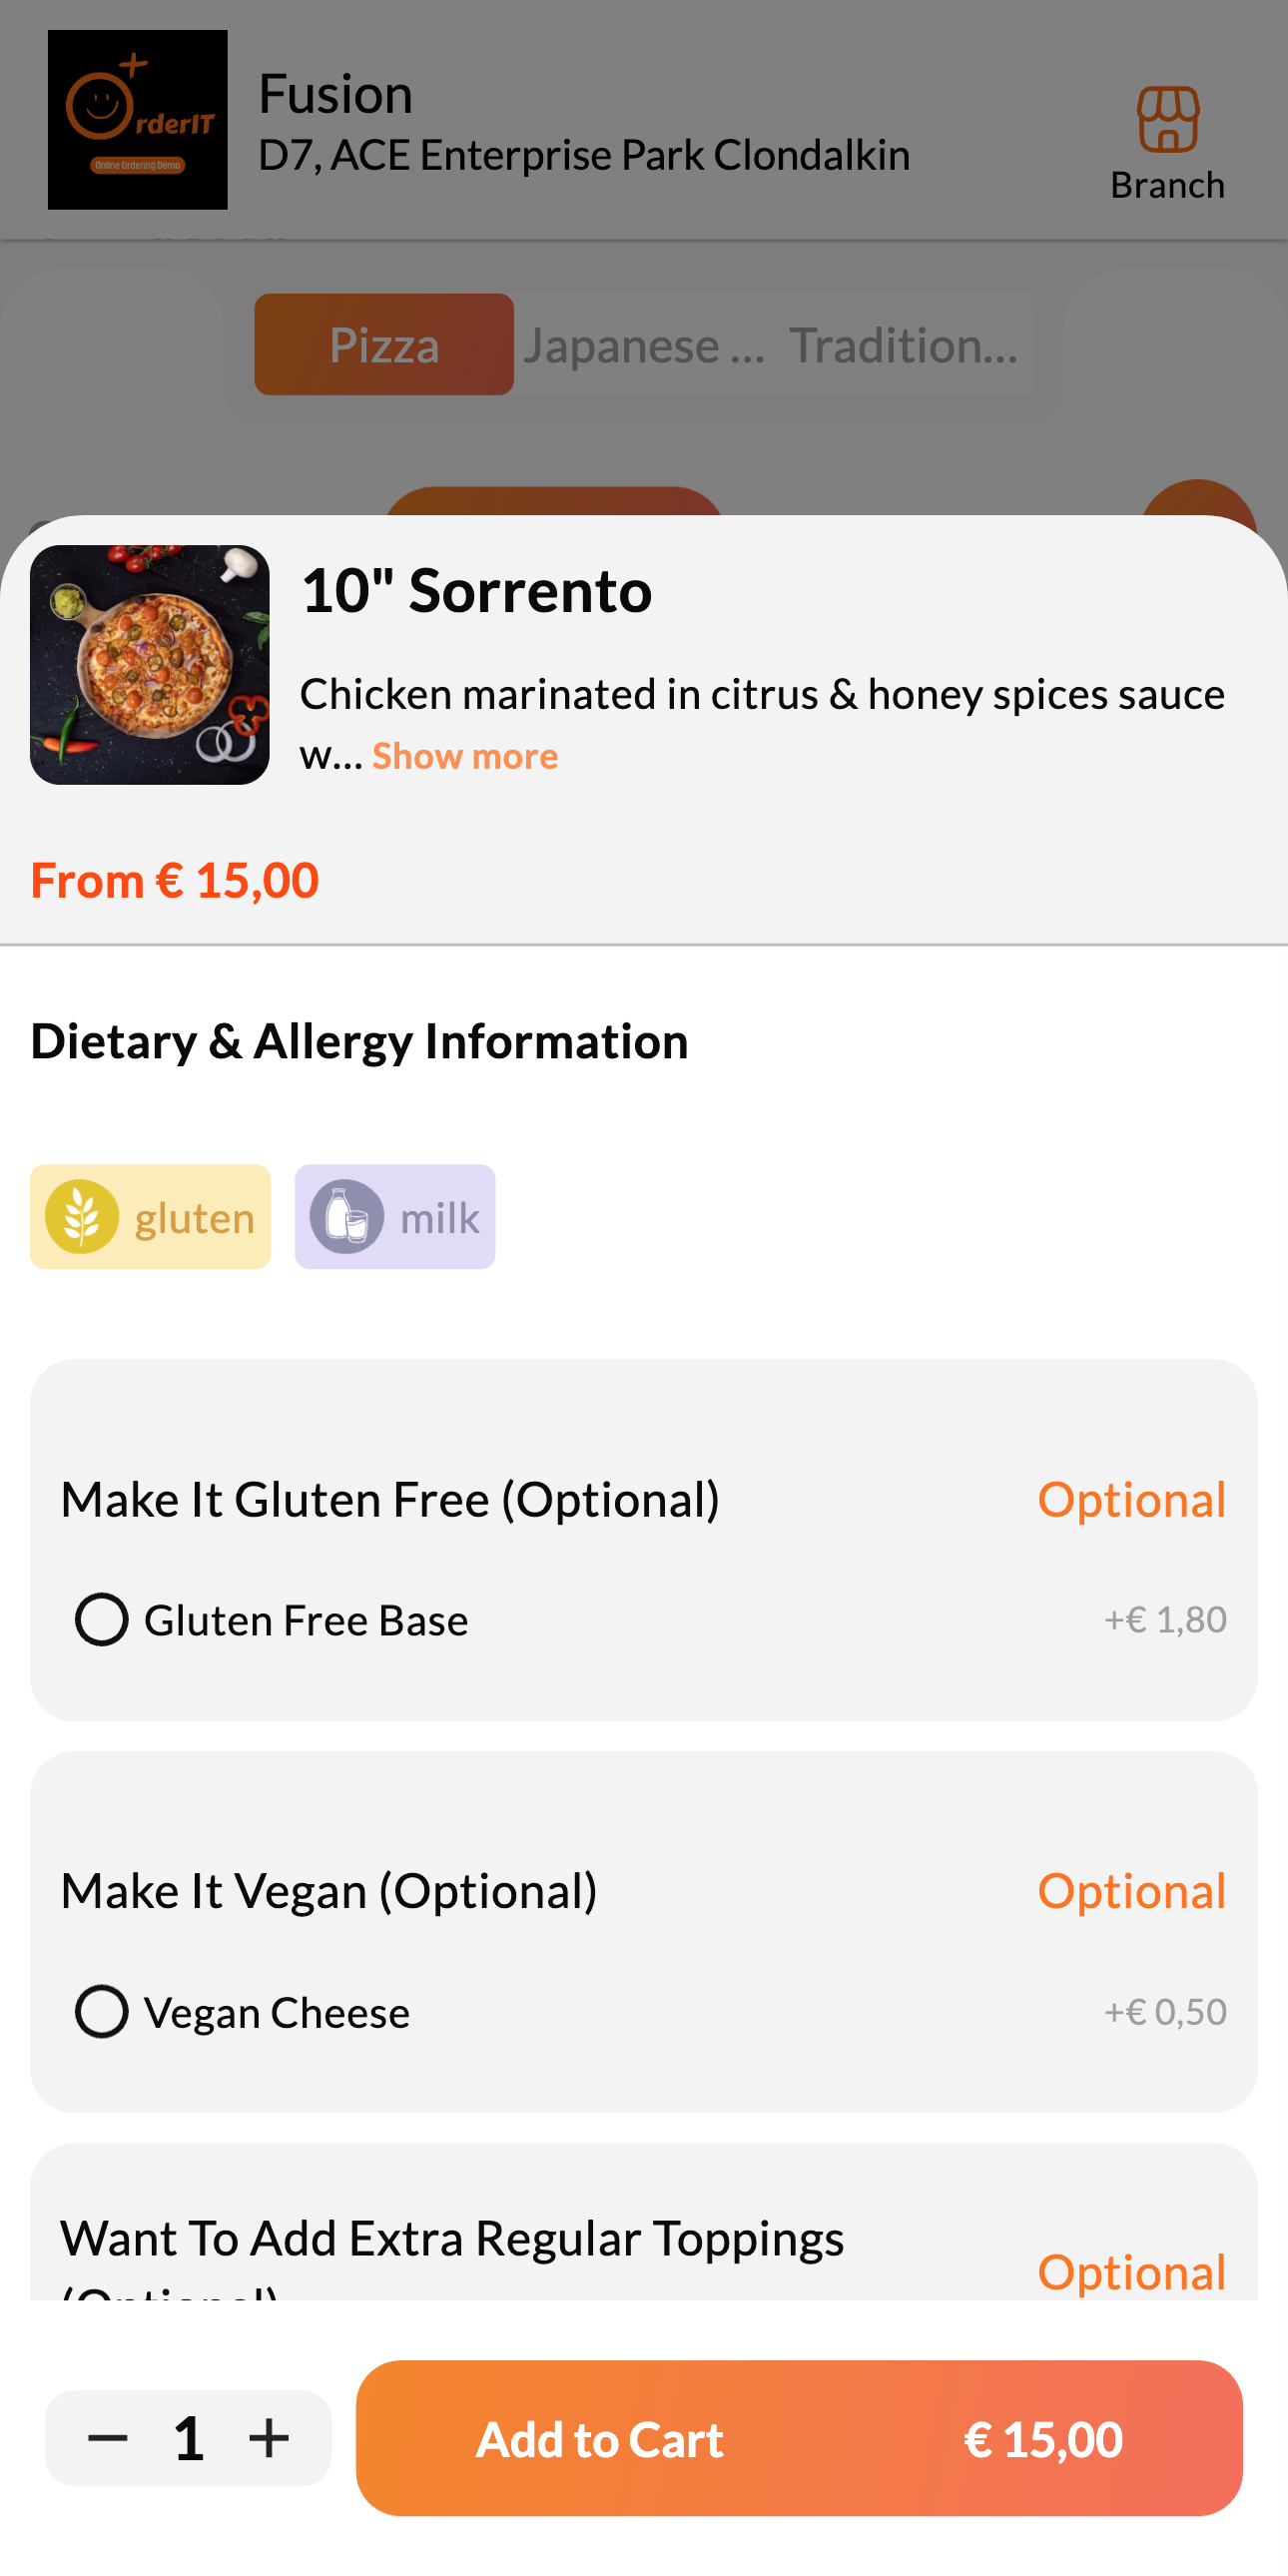 rderIT
Online Ordering Demo
Fusion
D7, ACE Enterprise Park Clondalkin
Branch
Pizza
Japanese ...
Tradition...
10" Sorrento
Chicken marinated in citrus & honey spices sauce
w... Show more
From € 15,00
Dietary & Allergy Information
gluten
milk
Make It Gluten Free (Optional)
Optional
Gluten Free Base
+€ 1,80
Make It Vegan (Optional)
Optional
Vegan Cheese
+€ 0,50
Want To Add Extra Regular Toppings
(Optional)
Optional
1
Add to Cart
€ 15,00